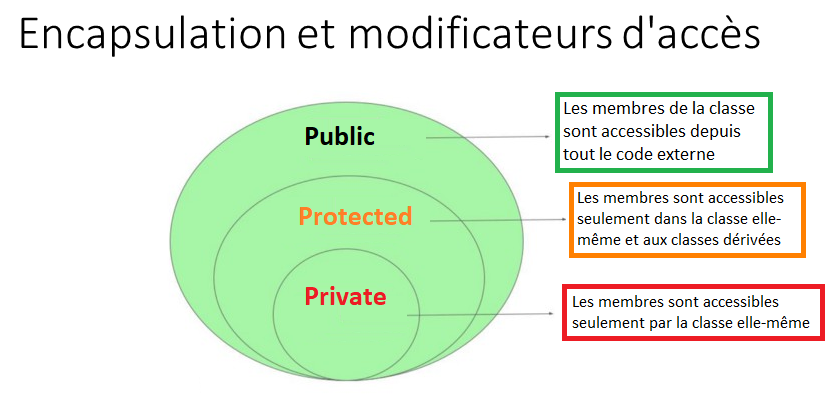 Encapsulation et modificateurs d'accès
Public
Les membres de la classe
sont accessibles depuis
tout le code externe
Protected
Les membres sont accessibles
seulement dans la classe elle-
même et aux classes dérivées
Private
Les membres sont accessibles
seulement par la classe elle-même